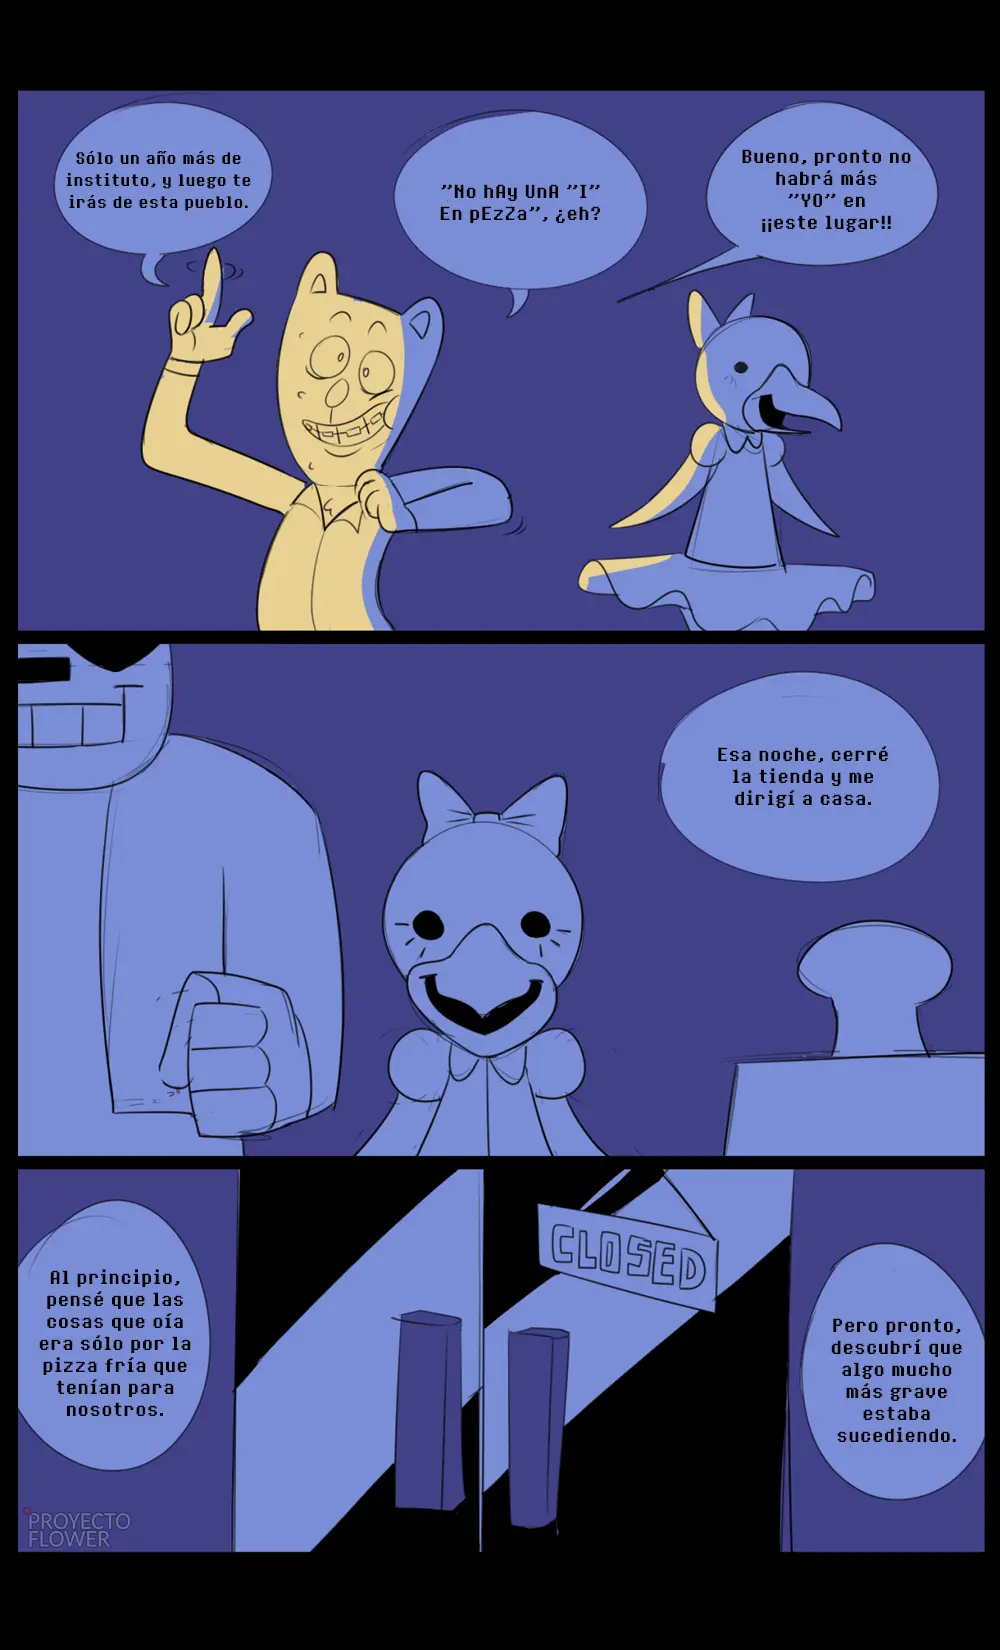 Sólo un año más de
instituto, y luego te
irás de esta pueblo.
"No hAy UnA "I"
En pEzZa", ¿eh?
Bueno, pronto no
habrá más
"YO" en
¡¡este lugar!!
Esa noche, cerré
la tienda y me
dirigí a casa.
Al principio,
pensé que las
cosas que oía
era sólo por la
pizza fría que
tenían para
nosotros.
CLOSED
Pero pronto,
descubrí que
algo mucho
más grave
estaba
sucediendo.
PROYECTO
FLOWER